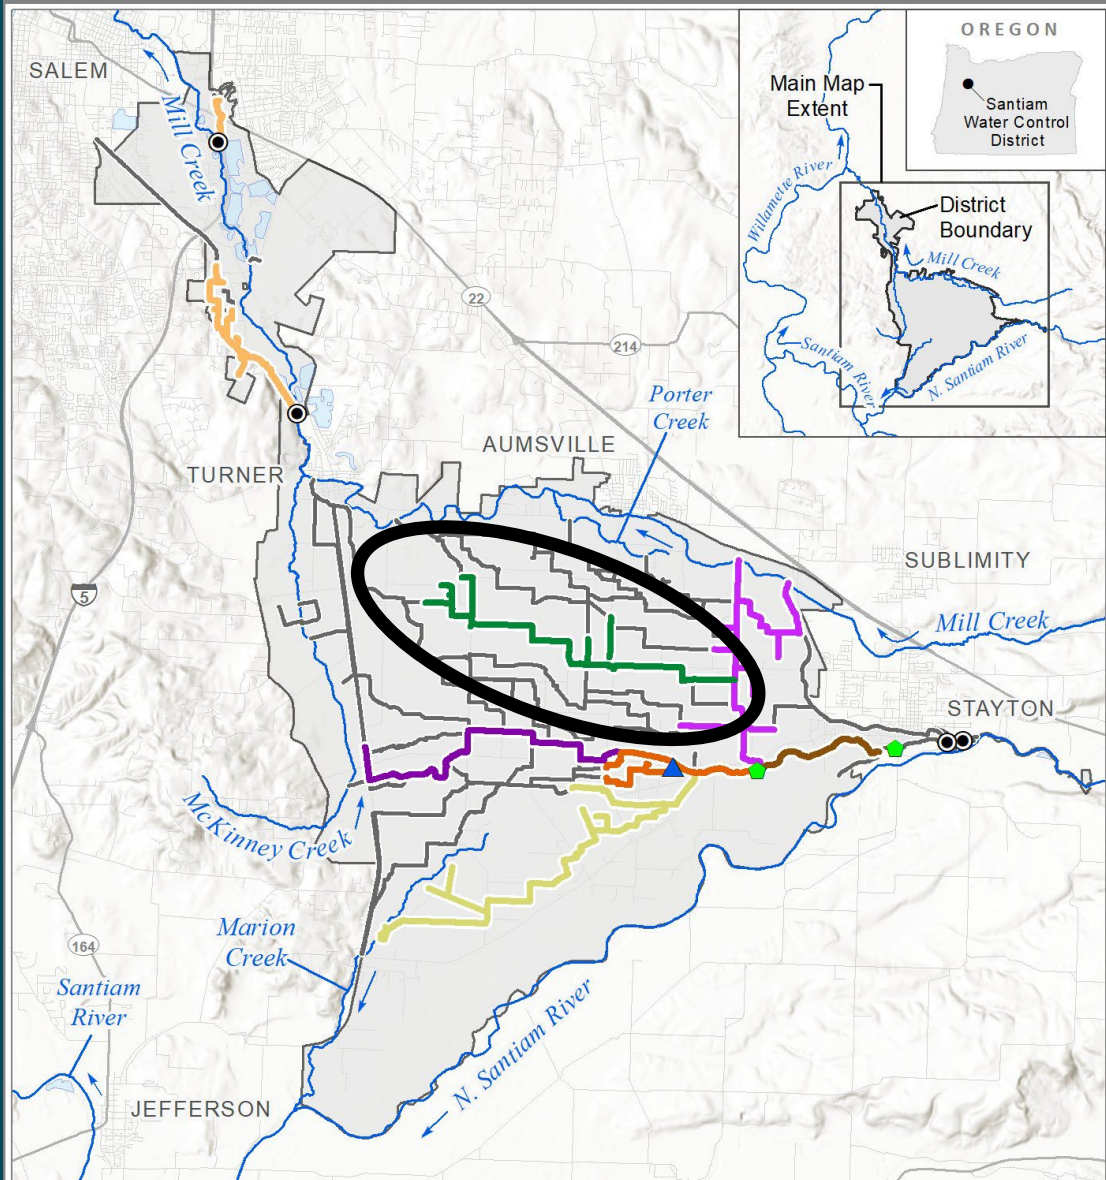 SALEM
Mill Creek
22
214
Porter
Creek
AUMSVILLE
TURNER
5
SUBLIMITY
Mill Creek
STAYTON
McKinney Creek
Marion
Creek
164
Santiam
River
N. Santiam River
JEFFERSON
OREGON
Santiam
Water Control
District
Main Map
Extent
Willamette River
District
Boundary
Mill Creek
Santiam River
N. Santiam River